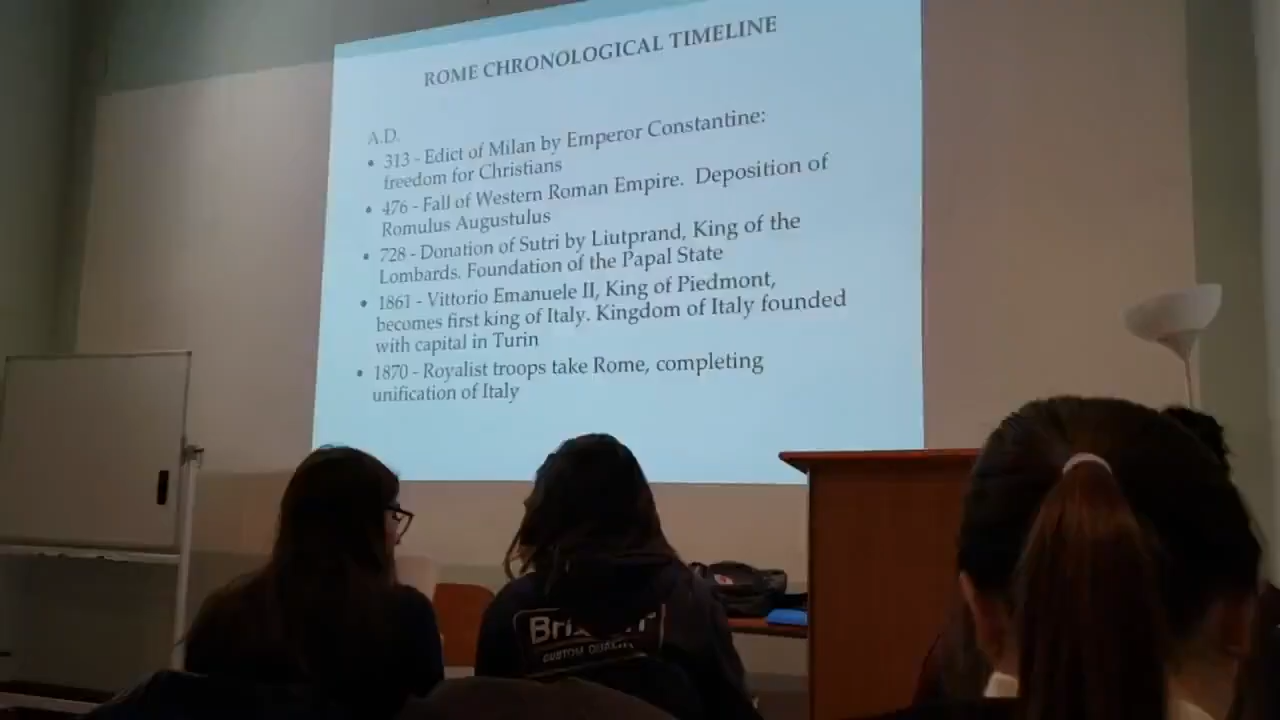 ROME CHRONOLOGICAL TIMELINE
A.D.
• 313 - Edict of Milan by Emperor Constantine:
freedom for Christians
• 476 - Fall of Western Roman Empire. Deposition of
Romulus Augustulus
• 728 - Donation of Sutri by Liutprand, King of the
Lombards. Foundation of the Papal State
• 1861 - Vittorio Emanuele II, King of Piedmont,
becomes first king of Italy. Kingdom of Italy founded
with capital in Turin
• 1870 - Royalist troops take Rome, completing
unification of Italy
CUSTOM QUALITY